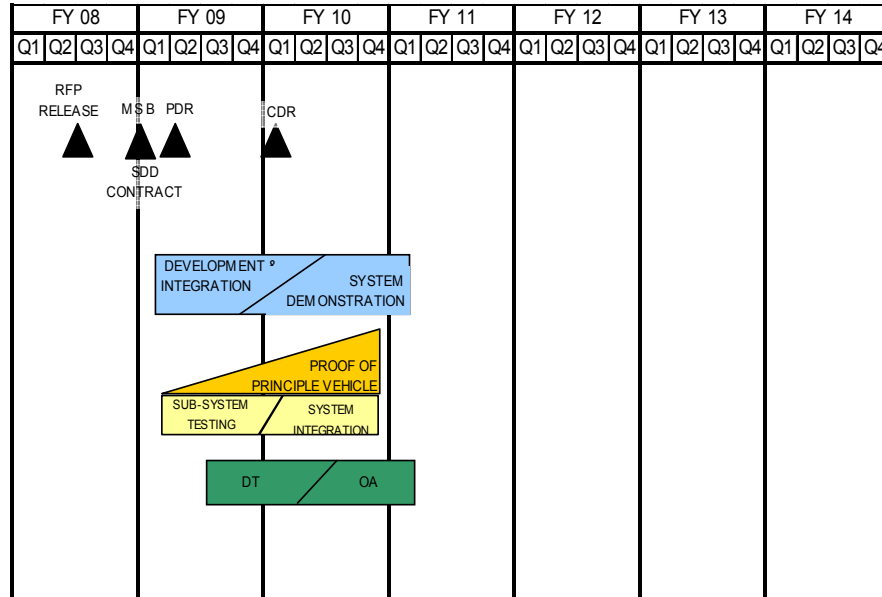 FY 08 FY 09 FY 10 FY 11 FY 12 FY 13 FY 14
Q1 Q2 Q3 Q4 Q1 Q2 Q3 Q4 Q1 Q2 Q3 Q4 Q1 Q2 Q3 Q4 Q1 Q2 Q3 Q4 Q1 Q2 Q3 Q4 Q1 Q2 Q3 Q4
RFP
RELEASE
MSB
PDR
CDR
SDD
CONTRACT
DEVELOPMENT º
INTEGRATION
SYSTEM
DEMONSTRATION
PROOF OF
PRINCIPLE VEHICLE
SUB-SYSTEM
TESTING
SYSTEM
INTEGRATION
DT
OA